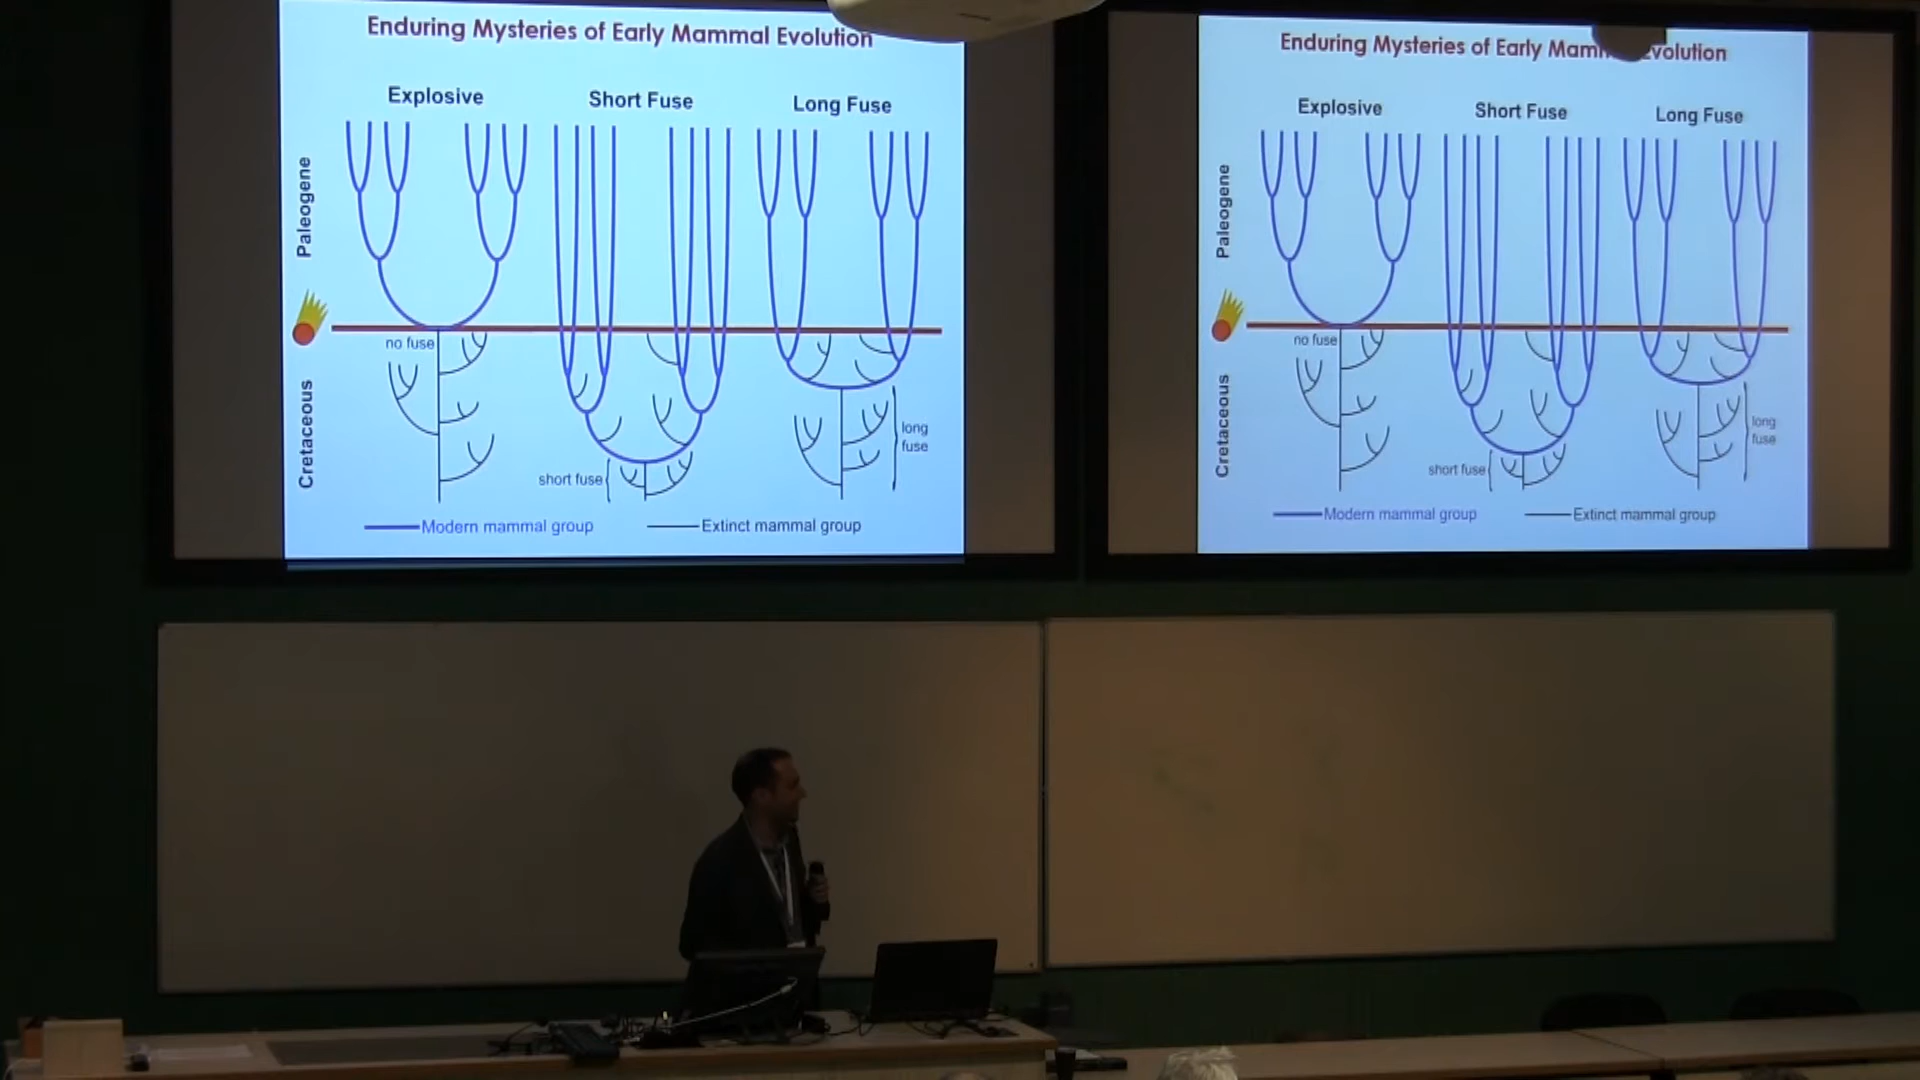 Enduring Mysteries of Early Mammal Evolution
Explosive
Short Fuse
Long Fuse
Paleogene
no fuse
Cretaceous
long
fuse
short fuse
Modern mammal group
Extinct mammal group
Enduring Mysteries of Early Mam volution
Explosive
Short Fuse
Long Fuse
Paleogene
no fuse
Cretaceous
long
fuse
short fuse
Modern mammal group
Extinct mammal group